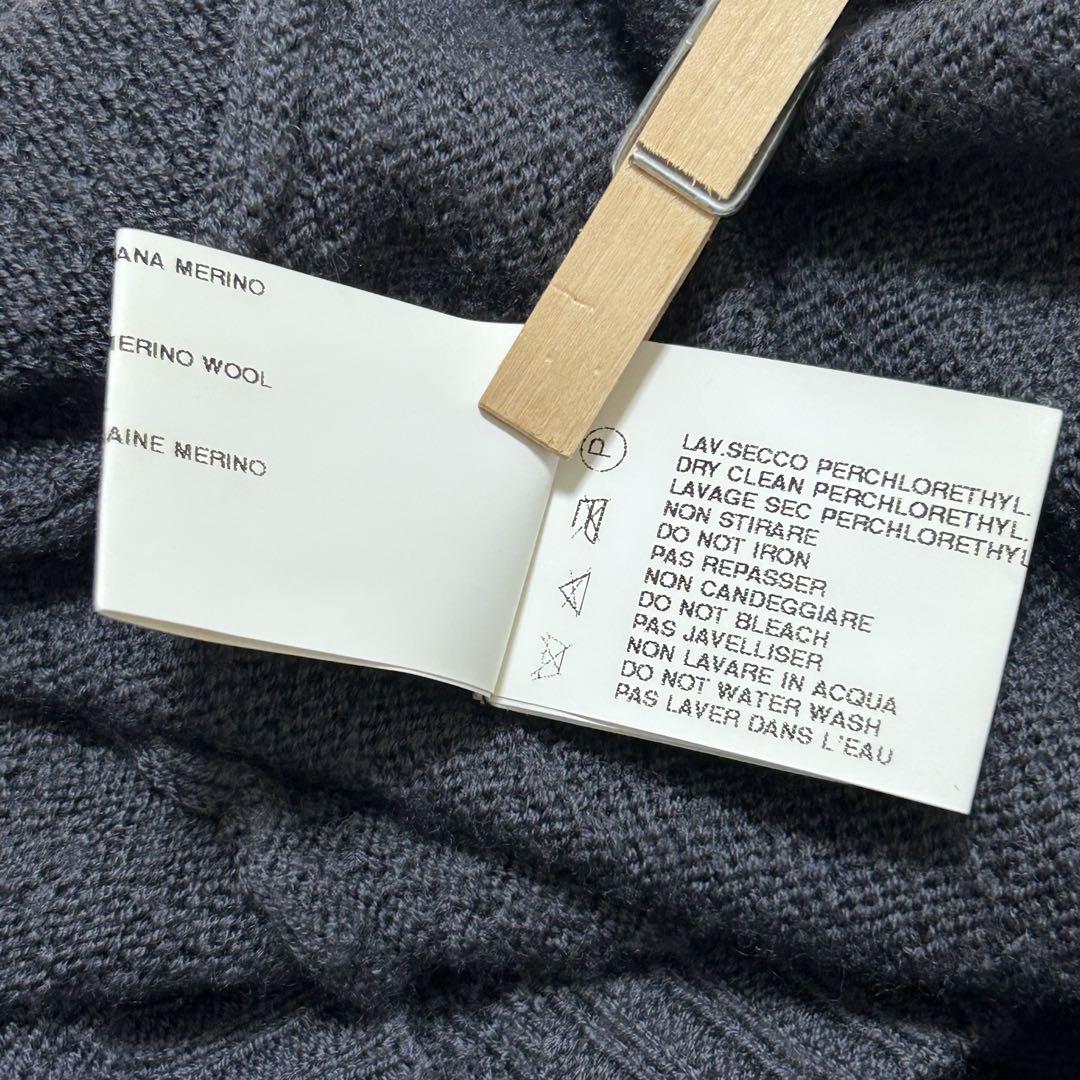 ANA MERINO
ERINO WOOL
AINE MERINO
P
LAV.SECCO PERCHLORETHYL.
DRY CLEAN PERCHLORETHYL.
LAVAGE SEC PERCHLORETHYL
NON STIRARE
DO NOT IRON
PAS REPASSER
NON CANDEGGIARE
DO NOT BLEACH
PAS JAVELLISER
NON LAVARE IN ACQUA
DO NOT WATER WASH
PAS LAVER DANS L'EAU